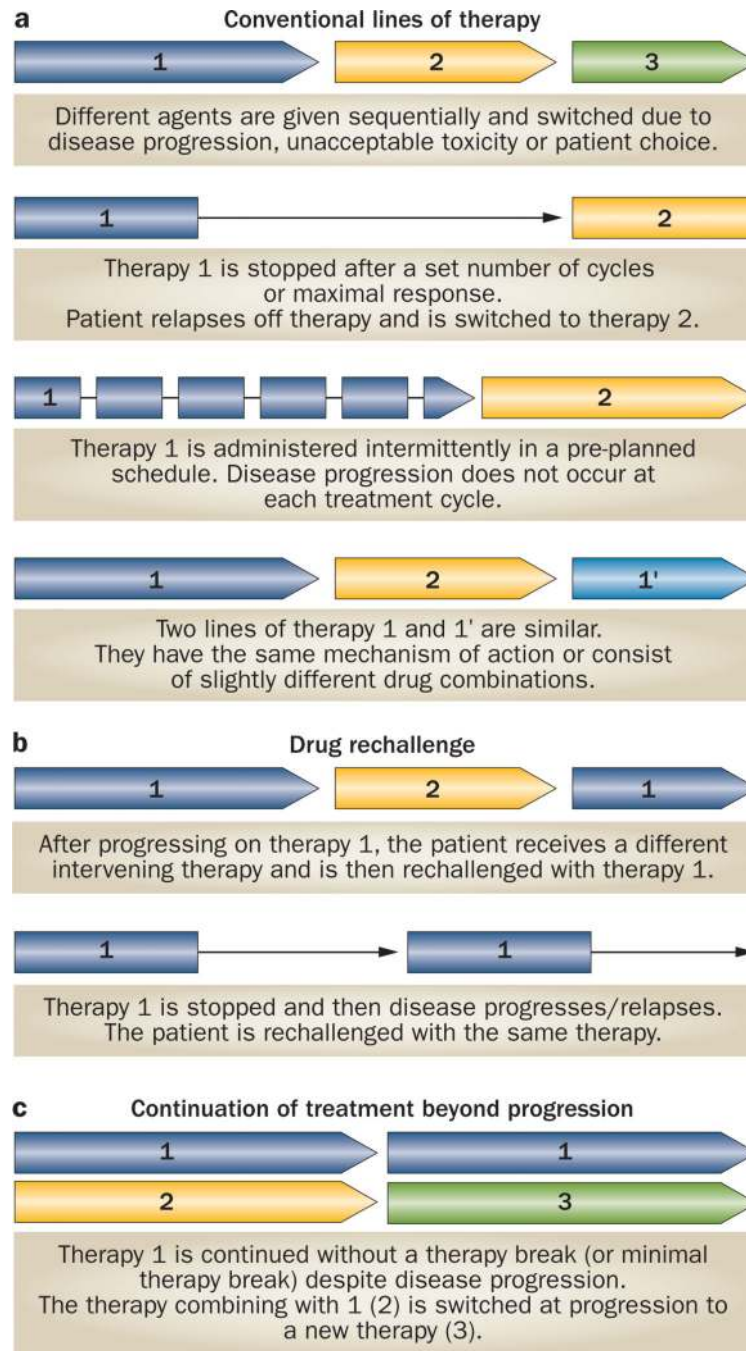 a
Conventional lines of therapy
1
2
3
Different agents are given sequentially and switched due to
disease progression, unacceptable toxicity or patient choice.
1
2
Therapy 1 is stopped after a set number of cycles
or maximal response.
Patient relapses off therapy and is switched to therapy 2.
1
2
Therapy 1 is administered intermittently in a pre-planned
schedule. Disease progression does not occur at
each treatment cycle.
1
2
1'
Two lines of therapy 1 and 1' are similar.
They have the same mechanism of action or consist
of slightly different drug combinations.
b
Drug rechallenge
1
2
1
After progressing on therapy 1, the patient receives a different
intervening therapy and is then rechallenged with therapy 1.
1
1
Therapy 1 is stopped and then disease progresses/relapses.
The patient is rechallenged with the same therapy.
c
Continuation of treatment beyond progression
1
1
2
3
Therapy 1 is continued without a therapy break (or minimal
therapy break) despite disease progression.
The therapy combining with 1 (2) is switched at progression to
a new therapy (3).